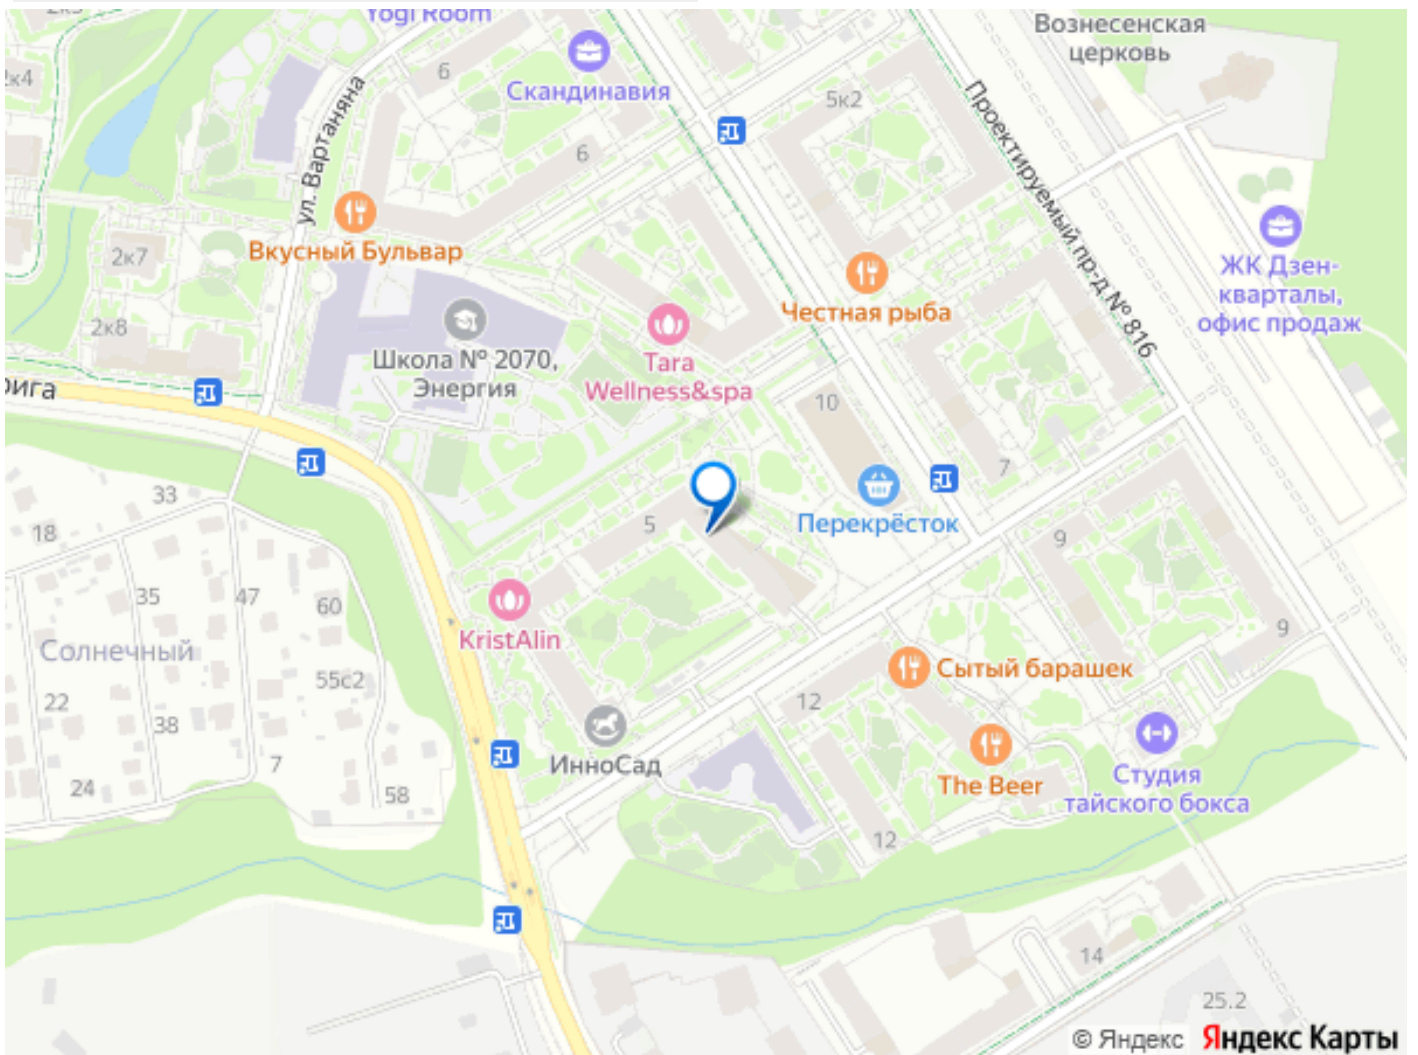 Yogi Room
Вознесенская
церковь
2к4
6
Скандинавия
5к2
ул. Вартаняна
Проектируемый пр-д № 816
6
Вкусный Бульвар
2к7
ЖК Дзен-
кварталы,
офис продаж
Честная рыба
2к8
Школа № 2070,
Энергия
Tara
Wellness&spa
рига
10
7
33
18
5
Перекрёсток
9
35
47
60
9
KristAlin
Солнечный
Сытый барашек
55с2
22
12
38
ИнноСад
7
The Beer
Студия
тайского бокса
24
58
12
14
25.2
© Яндекс Яндекс Карты